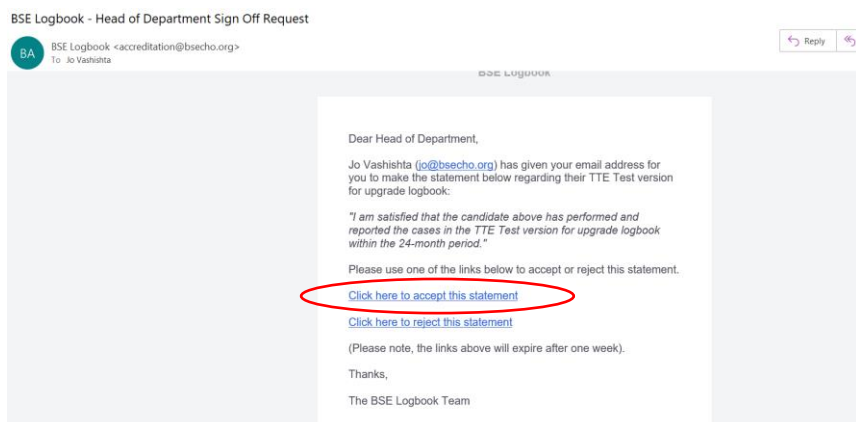 BSE Logbook - Head of Department Sign Off Request
BA
BSE Logbook <accreditation@bsecho.org>
To Jo Vashishta
Reply
BSE Logbook
Dear Head of Department,
Jo Vashishta (jo@bsecho.org) has given your email address for
you to make the statement below regarding their TTE Test version
for upgrade logbook:
"I am satisfied that the candidate above has performed and
reported the cases in the TTE Test version for upgrade logbook
within the 24-month period."
Please use one of the links below to accept or reject this statement.
Click here to accept this statement
Click here to reject this statement
(Please note, the links above will expire after one week).
Thanks,
The BSE Logbook Team